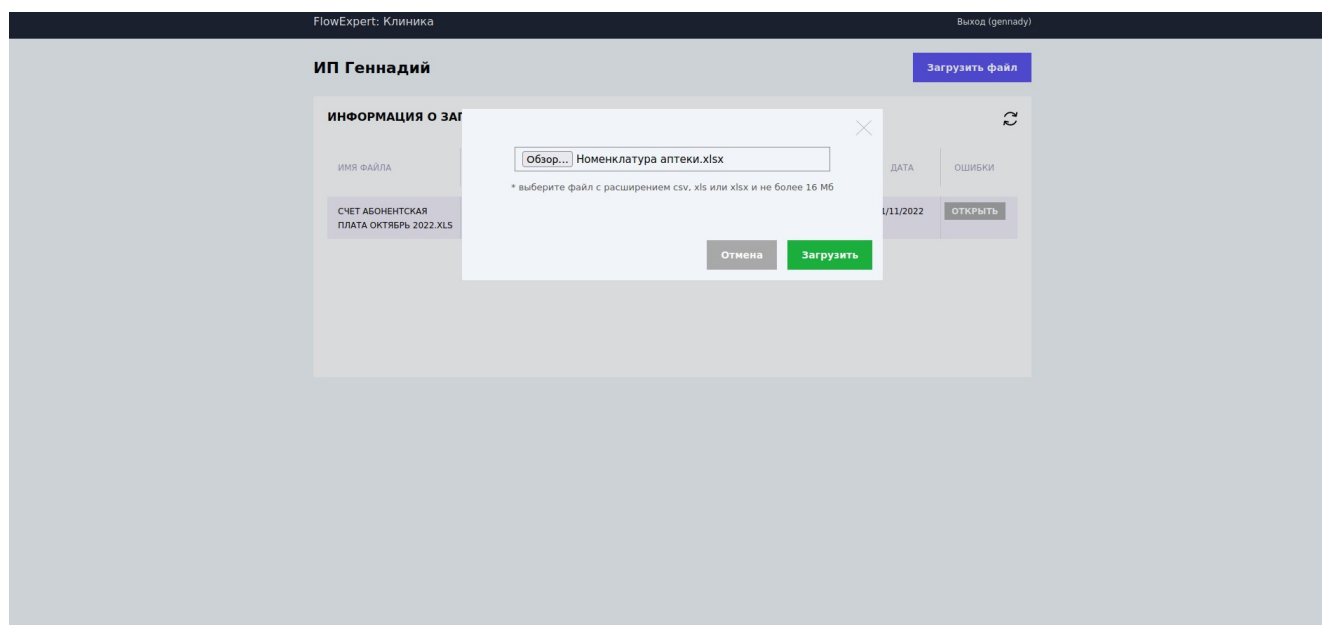 FlowExpert: Клиника
Выход (gennady)
ИП Геннадий
Загрузить файл
ИНФОРМАЦИЯ О
Обзор... Номенклатура аптеки.xlsx
ИМЯ ФАЙЛА
ДАТА
ОШИБКИ
* выберите файл с расширением csv, xls или xlsx и не более 16 Мб
СЧЕТ АБОНЕНТСКАЯ
ПЛАТА ОКТЯБРЬ 2022.XLS
/11/2022
ОТКРЫТЬ
Отмена
Загрузить